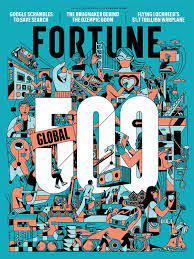 GOOGLE SCRAMBLES
TO SAVE SEARCH
THE DRUGMAKERS BEHIND
THE OZEMPIC BOOM
FLYING LOCKHEED'S
$1.7 TRILLION WARPLANE
FORTUNE
GLOBAL
500